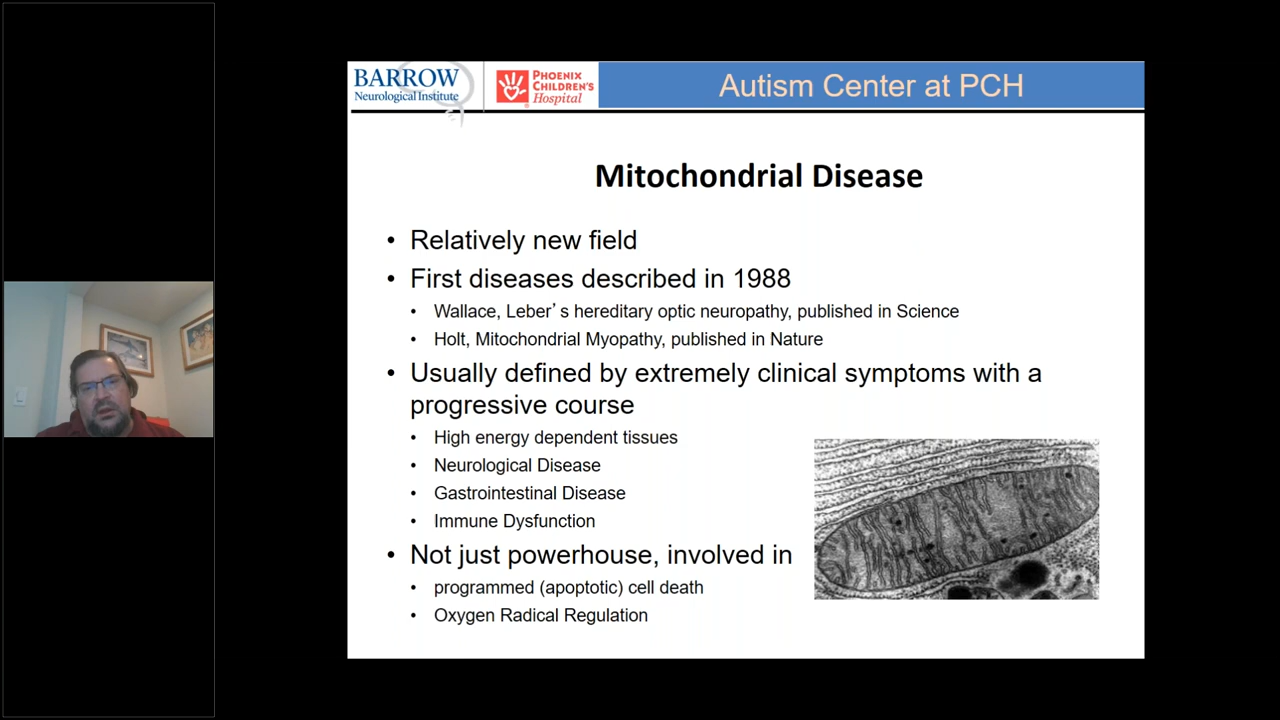 BARROW
Neurological Institute
PHOENIX
CHILDREN'S
Hospital
Autism Center at PCH
Mitochondrial Disease
• Relatively new field
• First diseases described in 1988
• Wallace, Leber's hereditary optic neuropathy, published in Science
• Holt, Mitochondrial Myopathy, published in Nature
• Usually defined by extremely clinical symptoms with a
progressive course
• High energy dependent tissues
• Neurological Disease
• Gastrointestinal Disease
• Immune Dysfunction
• Not just powerhouse, involved in
• programmed (apoptotic) cell death
• Oxygen Radical Regulation